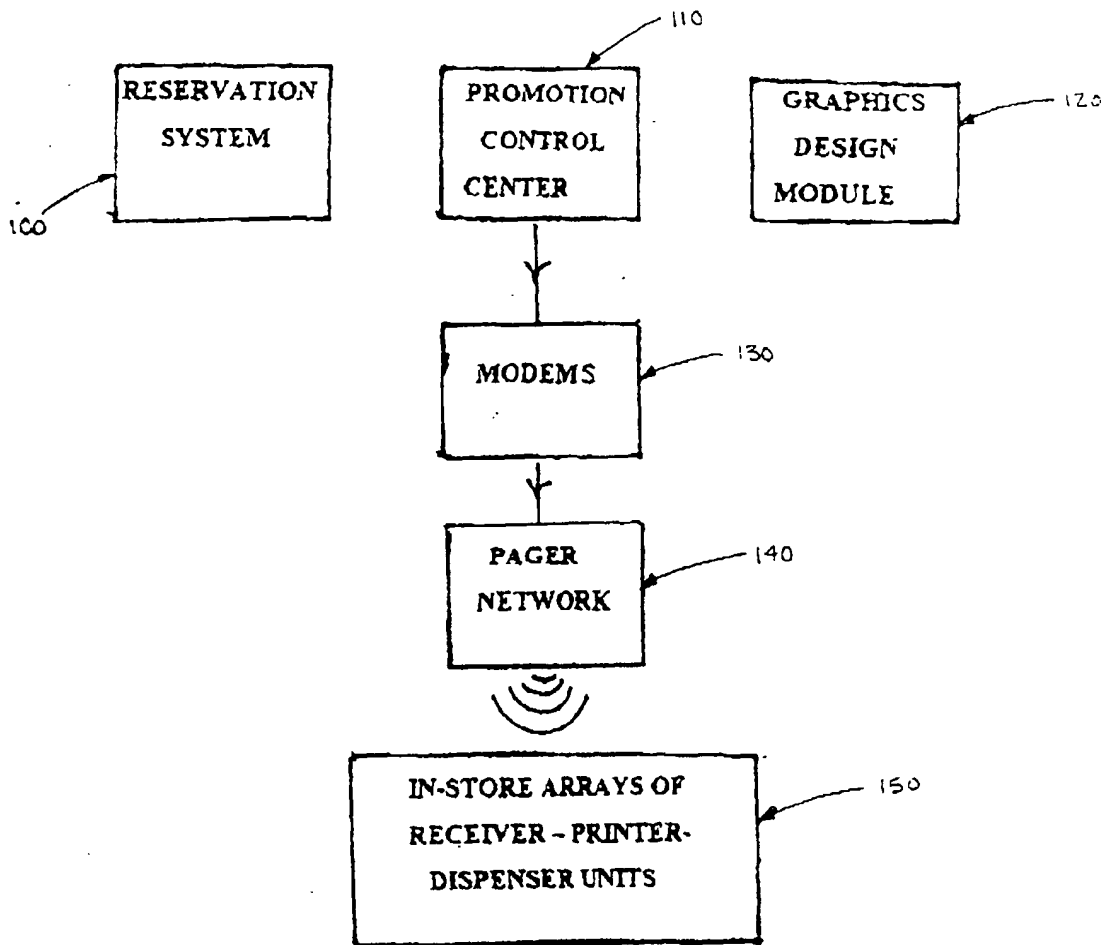 110
RESERVATION
SYSTEM
100
PROMOTION
CONTROL
CENTER
GRAPHICS
DESIGN
MODULE
120
MODEMS
130
PAGER
NETWORK
140
IN-STORE ARRAYS OF
RECEIVER – PRINTER-
DISPENSER UNITS
150